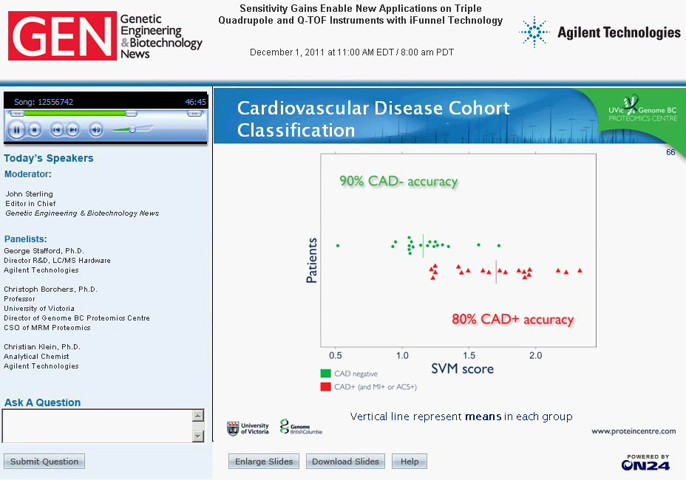 GEN Genetic Engineering & Biotechnology News
Sensitivity Gains Enable New Applications on Triple
Quadrupole and Q-TOF Instruments with iFunnel Technology
December 1, 2011 at 11:00 AM EDT / 8:00 am PDT
Agilent Technologies
Song: 12556742 46:45
Today's Speakers
Moderator:
John Sterling
Editor in Chief
Genetic Engineering & Biotechnology News
Panelists:
George Stafford, Ph.D.
Director R&D, LC/MS Hardware
Agilent Technologies
Christoph Borchers, Ph.D.
Professor
University of Victoria
Director of Genome BC Proteomics Centre
CSO of MRM Proteomics
Christian Klein, Ph.D.
Analytical Chemist
Agilent Technologies
Ask A Question
Submit Question
Cardiovascular Disease Cohort
Classification
UVic Genome BC
PROTEOMICS CENTRE
66
90% CAD- accuracy
Patients
80% CAD+ accuracy
0.5 1.0 1.5 2.0
SVM score
CAD negative
CAD+ (and MI+ or ACS+)
Vertical line represent means in each group
University of Victoria
Genome BritishColumbia
www.proteincentre.com
Enlarge Slides Download Slides Help
POWERED BY
ON24